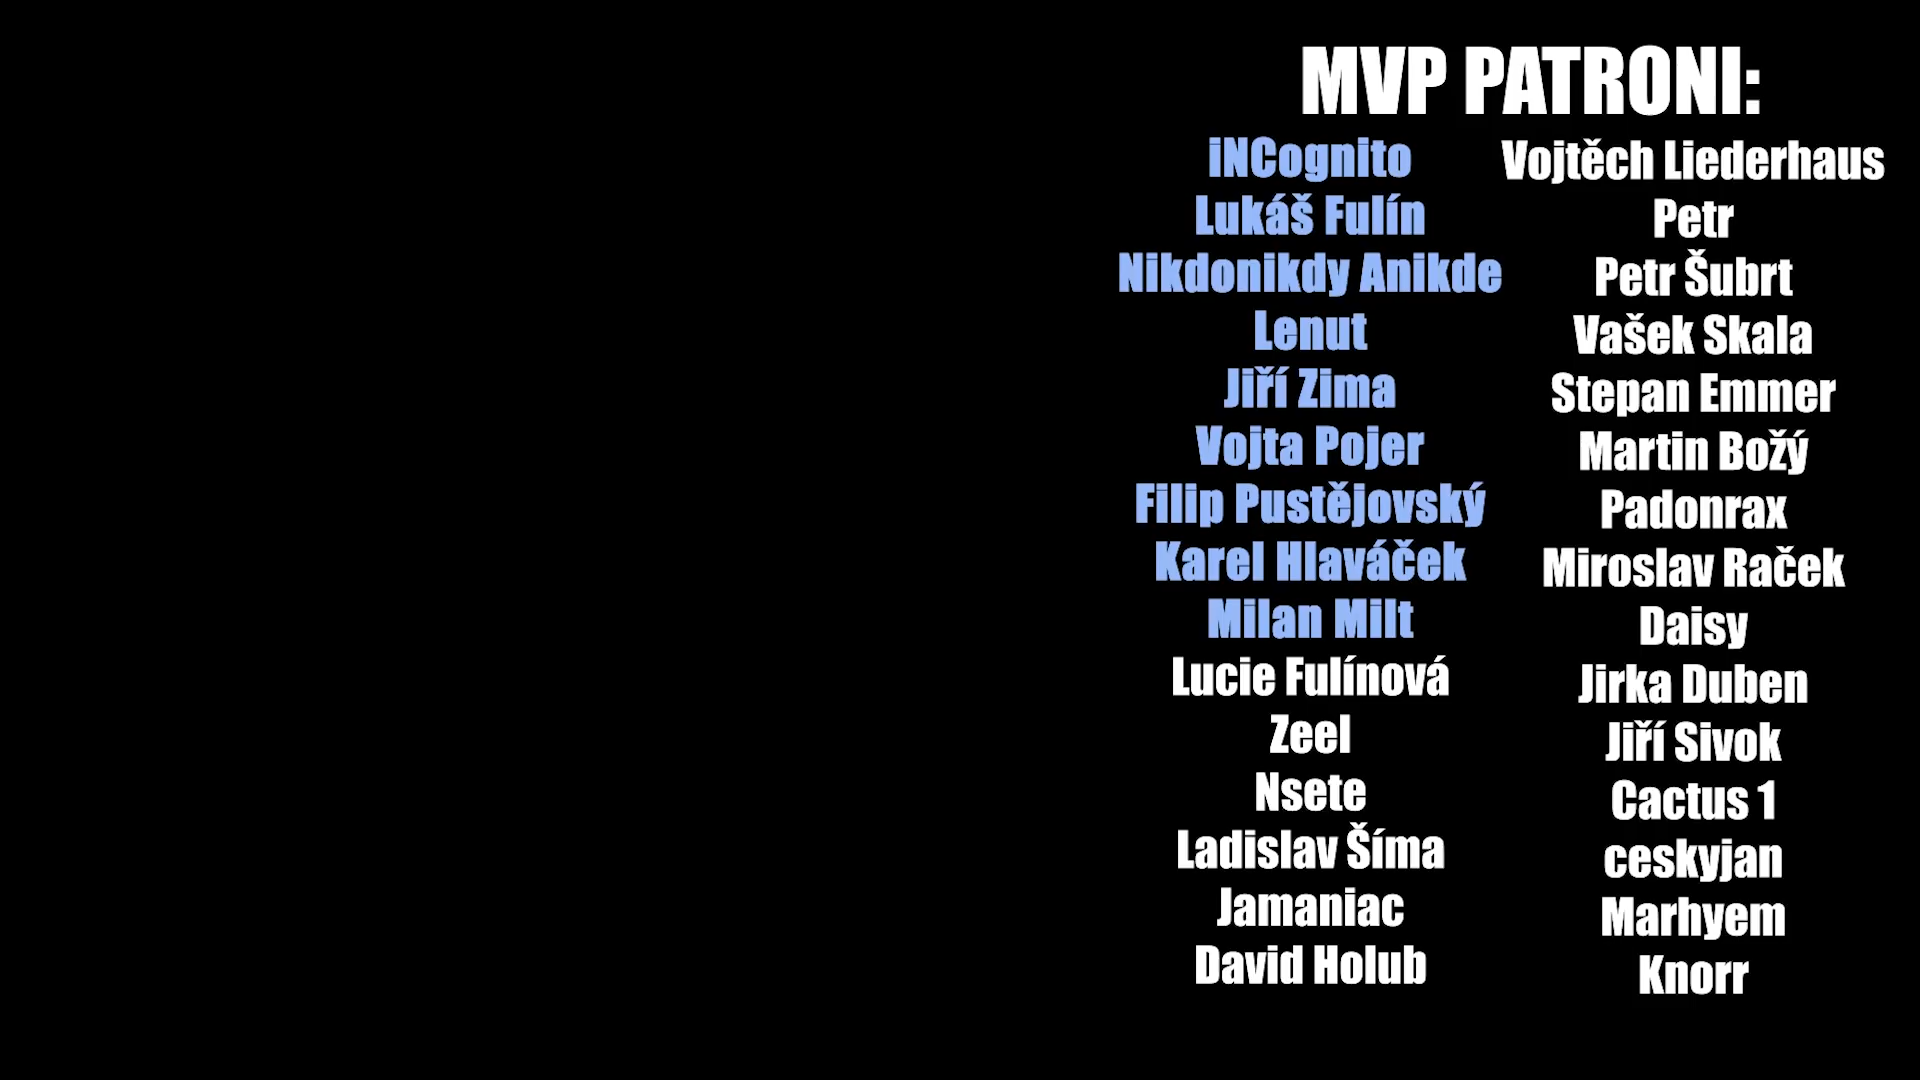 MVP PATRONI:
iNCognito
Lukáš Fulín
Nikdonikdy Anikde
Lenut
Jiří Zima
Vojta Pojer
Filip Pustějovský
Karel Hlaváček
Milan Milt
Lucie Fulínová
Zeel
Nsete
Ladislav Šíma
Jamaniac
David Holub
Vojtěch Liederhaus
Petr
Petr Šubrt
Vašek Skala
Stepan Emmer
Martin Božý
Padonrax
Miroslav Raček
Daisy
Jirka Duben
Jiří Sivok
Cactus 1
ceskyjan
Marhyem
Knorr